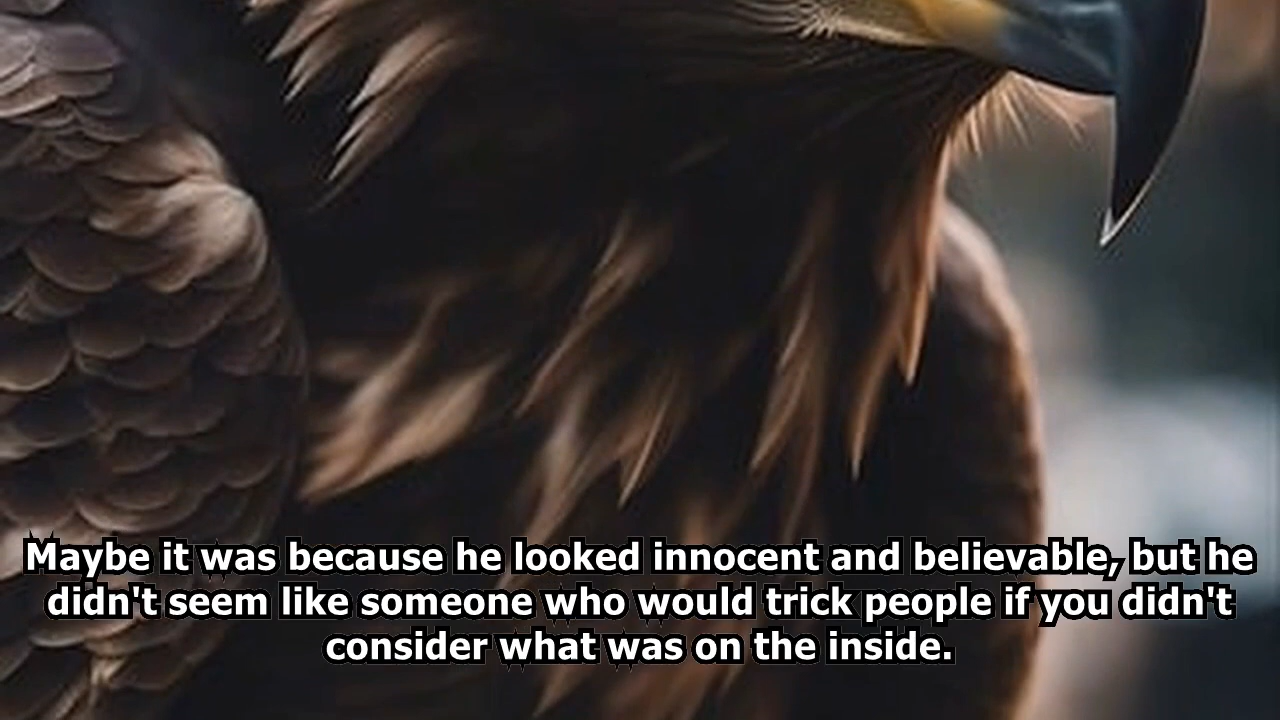 Maybe it was because he looked innocent and believable, but he
didn't seem like someone who would trick people if you didn't
consider what was on the inside.